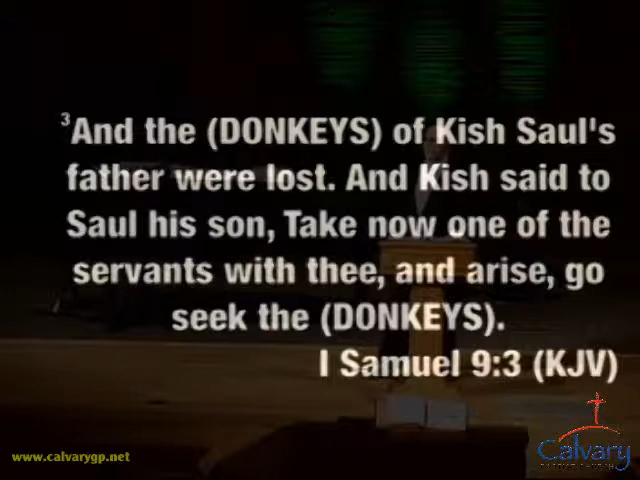 ³And the (DONKEYS) of Kish Saul's
father were lost. And Kish said to
Saul his son, Take now one of the
servants with thee, and arise, go
seek the (DONKEYS).
I Samuel 9:3 (KJV)
www.calvarygp.net
Calvary
BAPTIST CHURCH